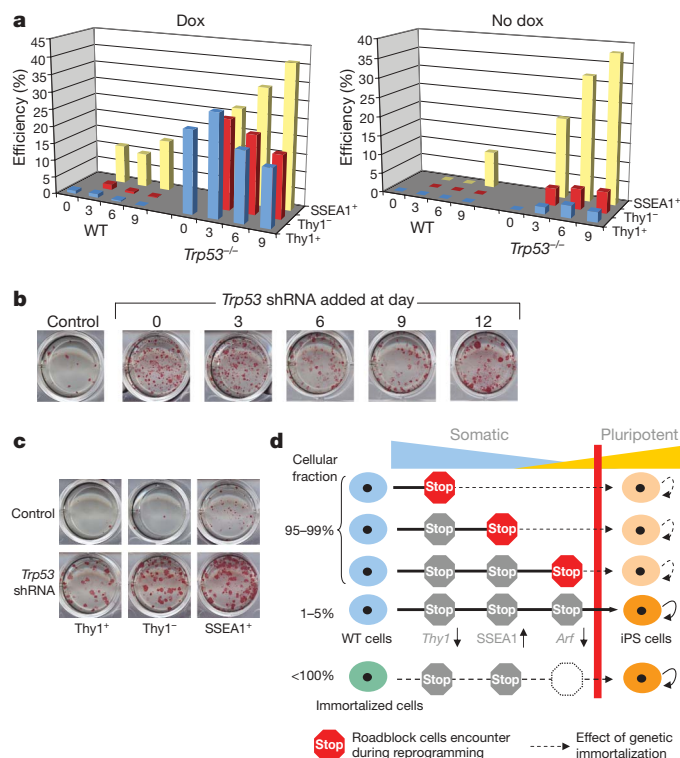 a
Dox
No dox
Efficiency (%)
45
40
35
30
25
20
15
10
5
0
0
3
6
9
WT
0
3
6
9
Trp53–/–
SSEA1+
Thy1–
Thy1+
Efficiency (%)
40
35
30
25
20
15
10
5
0
0
3
6
9
WT
0
3
6
9
Trp53–/–
SSEA1+
Thy1–
Thy1+
b
Trp53 shRNA added at day
Control 0 3 6 9 12
c
Control
Trp53
shRNA
Thy1+ Thy1– SSEA1+
d
Somatic Pluripotent
Cellular
fraction
95–99%
Stop
Stop Stop
Stop Stop Stop
1–5%
Stop Stop Stop
WT cells Thy1 SSEA1 Arf iPS cells
<100%
Stop Stop
Immortalized cells
Stop
Roadblock cells encounter
during reprogramming
Effect of genetic
immortalization